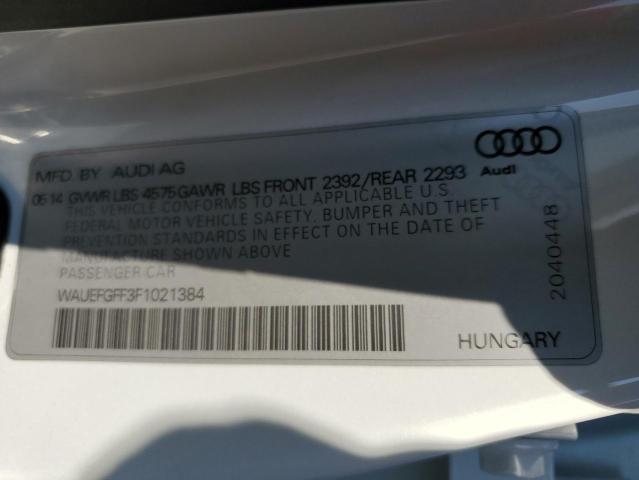 MFD BY AUDI AG
05 14 GVWR LBS 4575 GAWR LBS FRONT 2392/REAR 2293
THIS VEHICLE CONFORMS TO ALL APPLICABLE U.S.
FEDERAL MOTOR VEHICLE SAFETY, BUMPER AND THEFT
PREVENTION STANDARDS IN EFFECT ON THE DATE OF
MANUFACTURE SHOWN ABOVE
PASSENGER CAR
WAUEFGFF3F1021384
HUNGARY
Audi
2040448